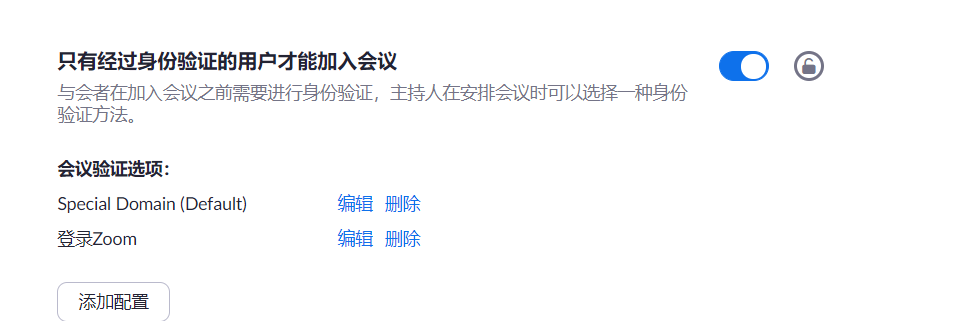 只有经过身份验证的用户才能加入会议
与会者在加入会议之前需要进行身份验证，主持人在安排会议时可以选择一种身份
验证方法。
会议验证选项：
Special Domain (Default) 编辑 删除
登录Zoom 编辑 删除
添加配置